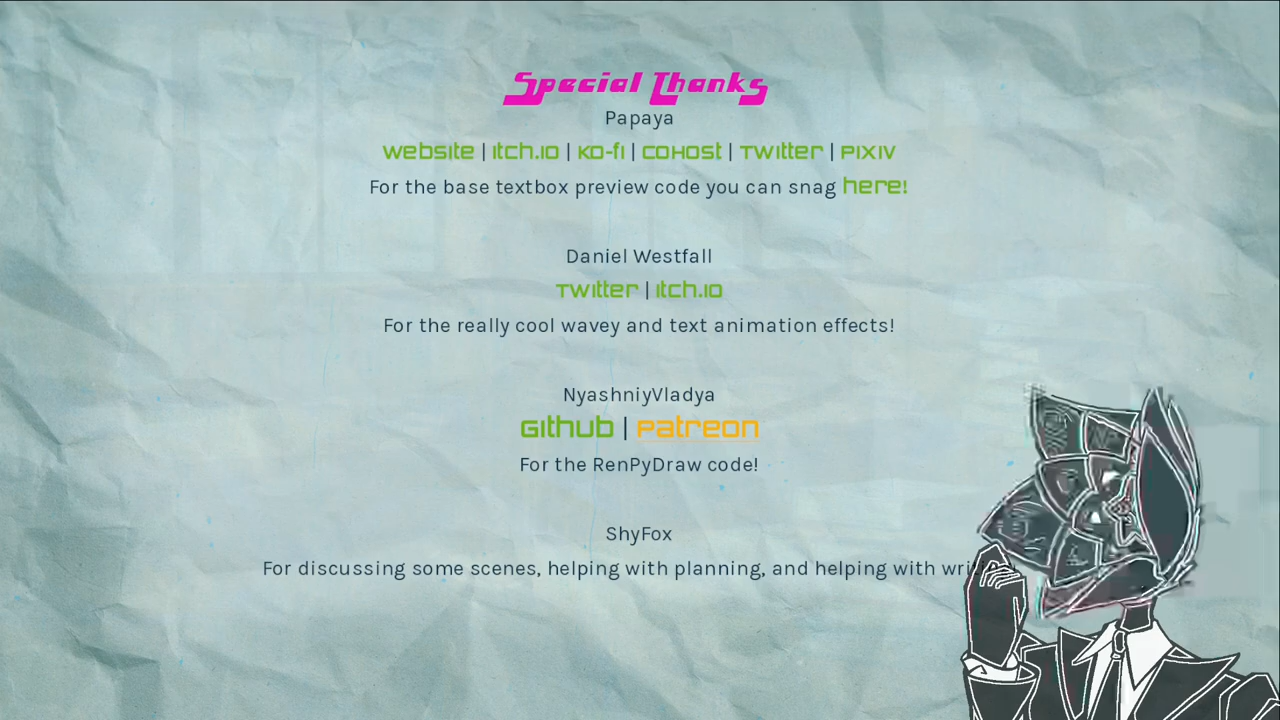 Special Thanks
Papaya
website | itch.io | ko-fi | cohost | Twitter | pixiv
For the base textbox preview code you can snag here!
Daniel Westfall
Twitter | itch.io
For the really cool wavey and text animation effects!
NyashniyVladya
Github | Patreon
For the RenPyDraw code!
ShyFox
For discussing some scenes, helping with planning, and helping with